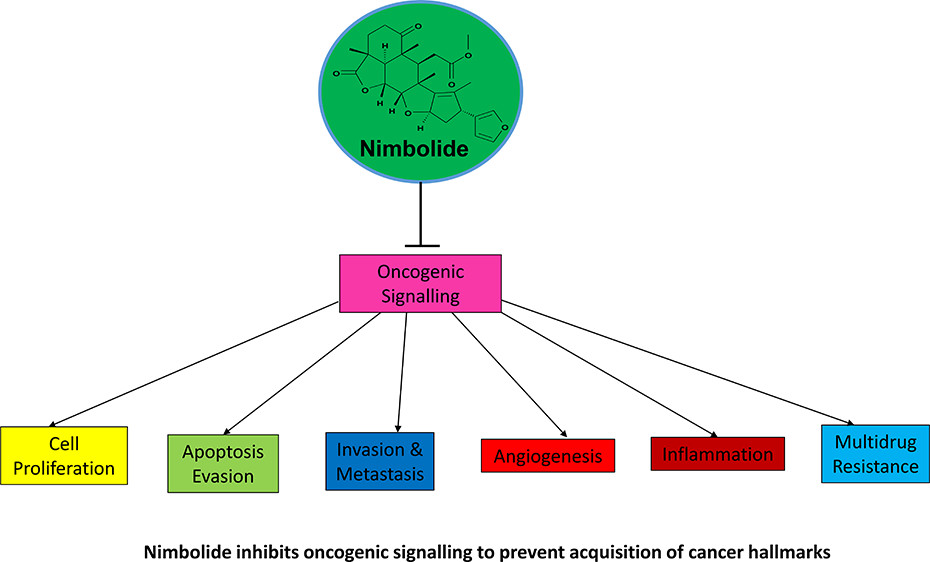 O
H
O
O
O
O
H
H
O
H
O
Nimbolide
Oncogenic
Signalling
Cell
Proliferation
Apoptosis
Evasion
Invasion &
Metastasis
Angiogenesis
Inflammation
Multidrug
Resistance
Nimbolide inhibits oncogenic signalling to prevent acquisition of cancer hallmarks